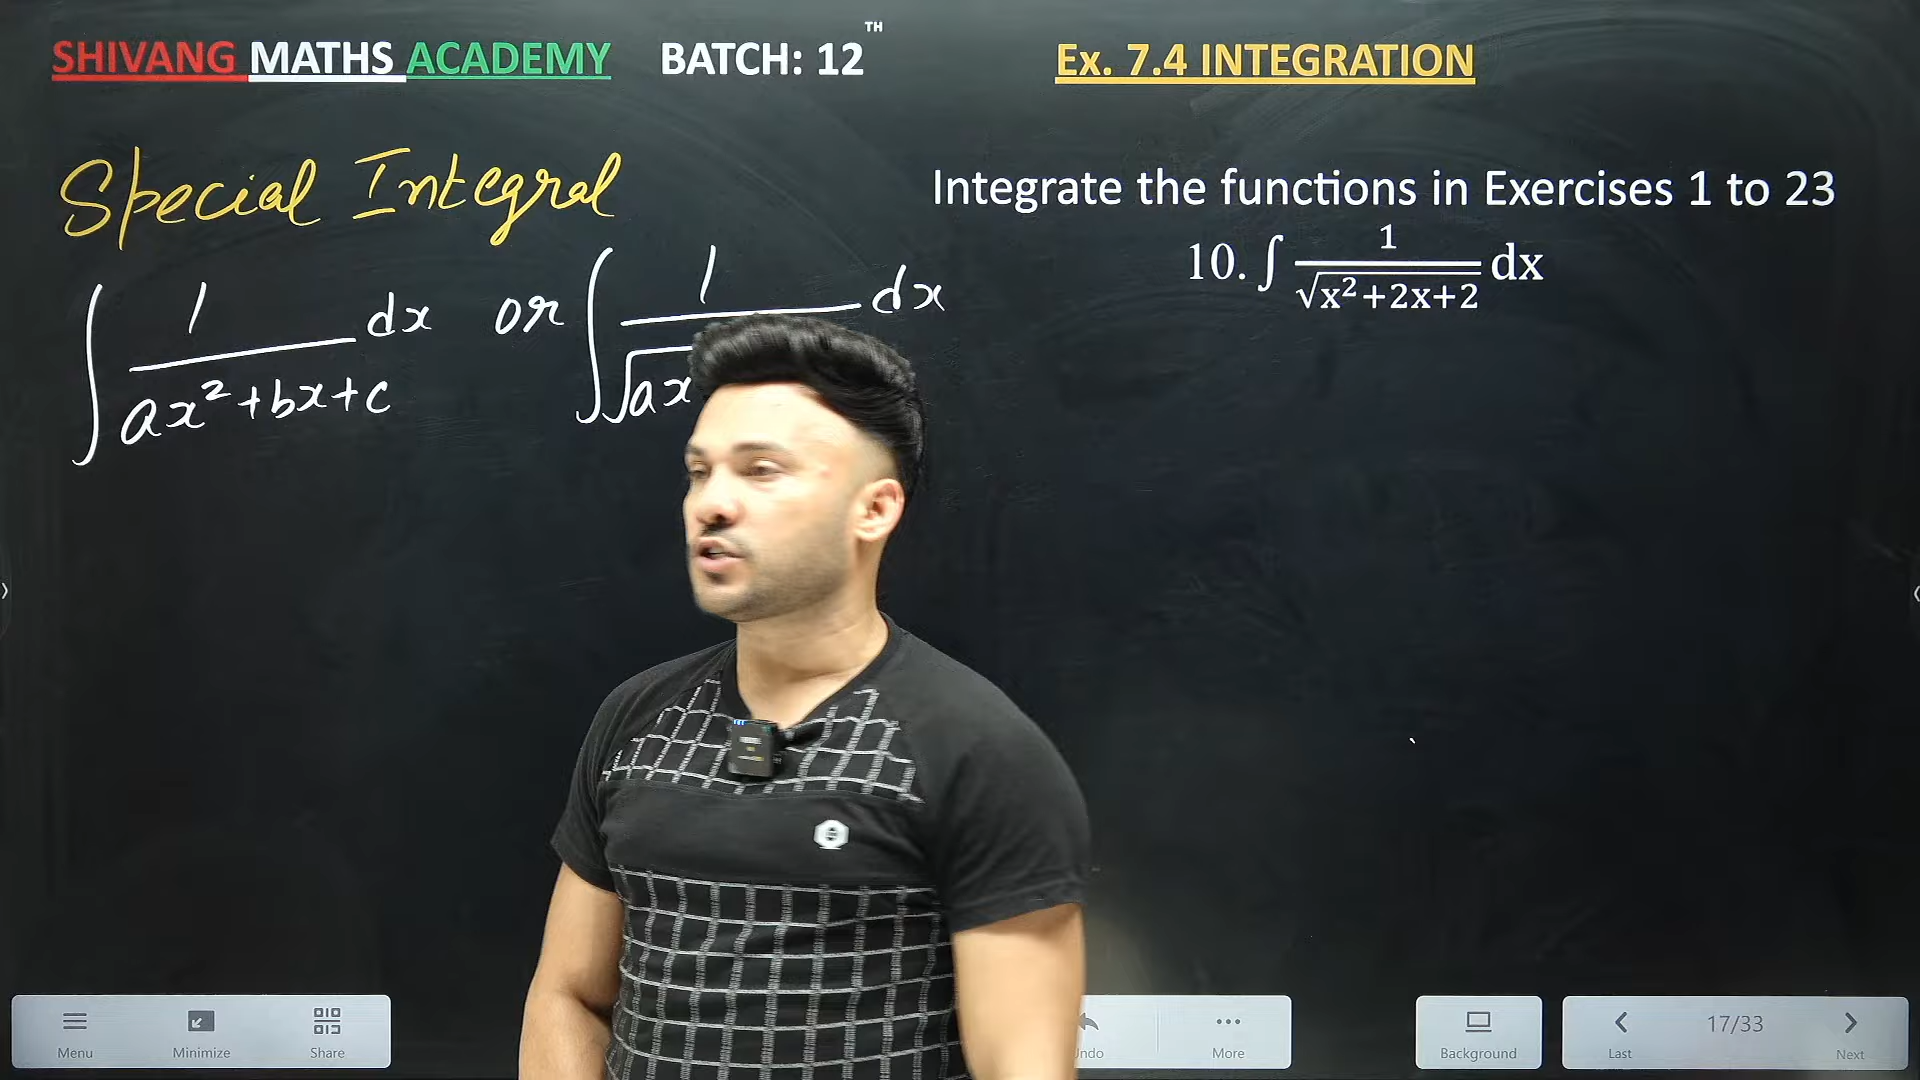 SHIVANG MATHS ACADEMY BATCH: 12TH
Ex. 7.4 INTEGRATION
Special Integral
∫ 1/(ax²+bx+c) dx or ∫ 1/√ax dx
Integrate the functions in Exercises 1 to 23
10. ∫ 1/√(x²+2x+2) dx
Menu
Minimize
Share
Undo
More
Background
17/33
Last
Next